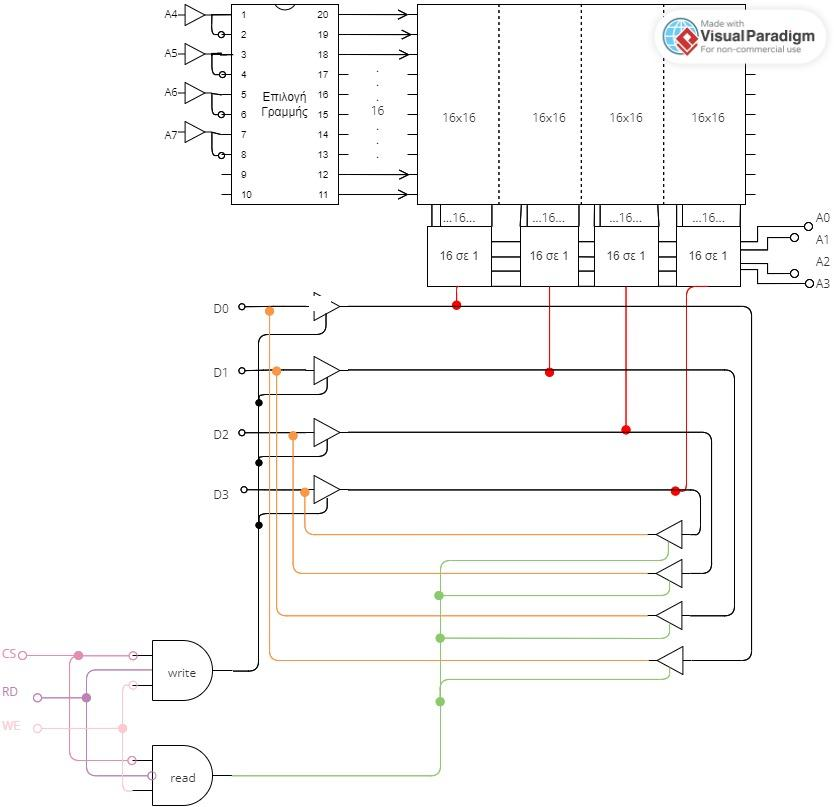 A4
A5
A6
A7
1
2
3
4
5
6
7
8
9
10
20
19
18
17
16
15
14
13
12
11
Επιλογή
Γραμμής
16
16x16
16x16
16x16
16x16
Made with
Visual Paradigm
For non-commercial use
...16...
...16...
...16...
...16...
16 σε 1
16 σε 1
16 σε 1
16 σε 1
A0
A1
A2
A3
D0
D1
D2
D3
CS
RD
WE
write
read